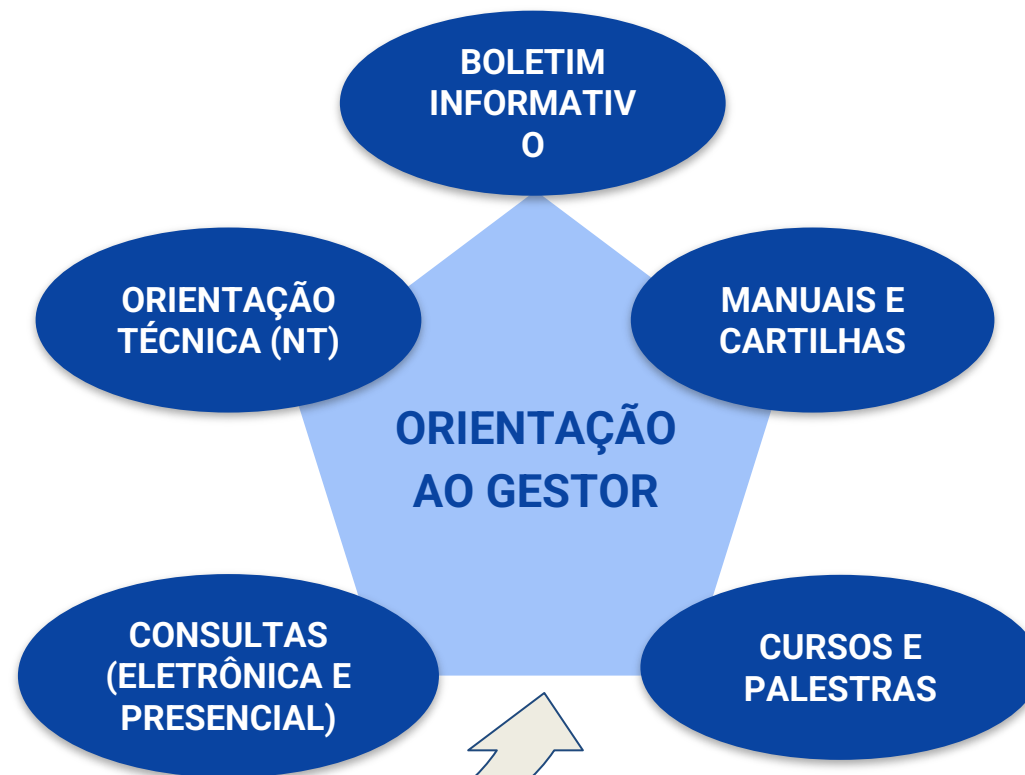 BOLETIM
INFORMATIV
O
ORIENTAÇÃO
TÉCNICA (NT)
MANUAIS E
CARTILHAS
ORIENTAÇÃO
AO GESTOR
CONSULTAS
(ELETRÔNICA E
PRESENCIAL)
CURSOS E
PALESTRAS